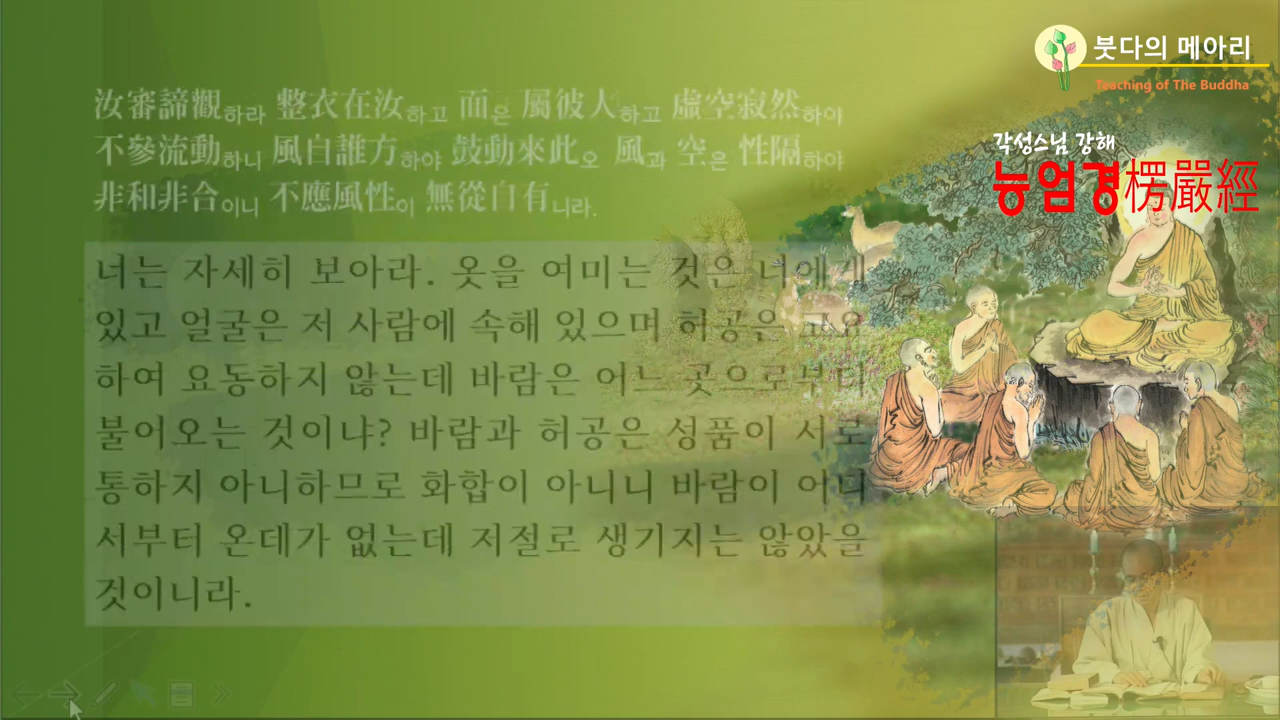 붓다의 메아리
Teaching of The Buddha
각성스님 강해
능엄경楞嚴經
汝審諦觀하라 整衣在汝하고 面은 屬彼人하고 虛空寂然하야
不參流動하니 風自誰方하야 鼓動來此오 風과 空은 性隔하야
非和非合이니 不應風性이 無從自有니라.
너는 자세히 보아라. 옷을 여미는 것은 너에게
있고 얼굴은 저 사람에 속해 있으며 허공은 고요
하여 요동하지 않는데 바람은 어느 곳으로부터
불어오는 것이냐? 바람과 허공은 성품이 서로
통하지 아니하므로 화합이 아니니 바람이 어디
서부터 온데가 없는데 저절로 생기지는 않았을
것이니라.